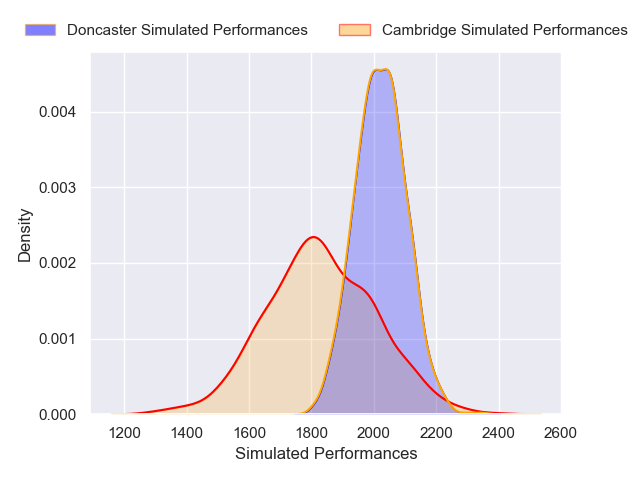 Doncaster Simulated Performances Cambridge Simulated Performances
0.004
0.003
0.002
0.001
0.000
Density
1200 1400 1600 1800 2000 2200 2400 2600
Simulated Performances